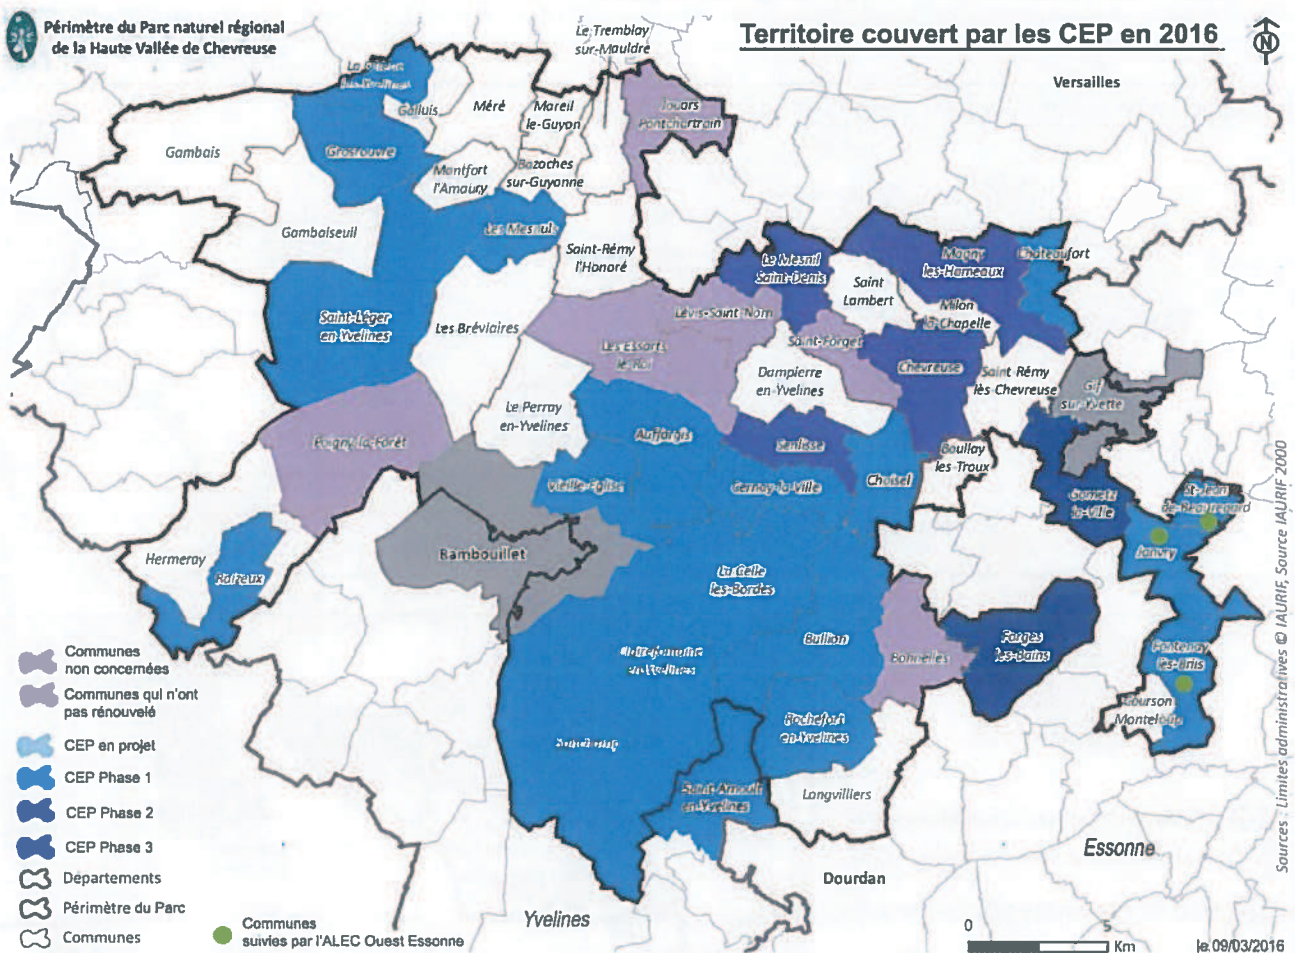 Périmètre du Parc naturel régional
de la Haute Vallée de Chevreuse
Le Tremblay
sur-Mauldre
Territoire couvert par les CEP en 2016
N
Versailles
les-Yvelines
Galluis
Méré
Mareil
le-Guyon
Jouars
Pontchartrain
Gambais
Grosrouvre
Montfort
l'Amaury
Bazoches
sur-Guyonne
Gambaiseuil
Les Mesnuls
Saint-Rémy
l'Honoré
Le Mesnil
Saint-Denis
Magny
les-Hameaux
Châteaufort
Saint
Lambert
Milon
la-Chapelle
Lévis-Saint-Nom
Saint-Léger
en-Yvelines
Les Bréviaires
Les Essarts
le-Roi
Saint-Forget
Chevreuse
Dampierre
en-Yvelines
Saint-Rémy
lès-Chevreuse
Gif
sur-Yvette
Le Perray
en-Yvelines
Poigny-la-Forêt
Auffargis
Senlisse
Boullay
les-Troux
Vieille-Eglise
Cernay-la-Ville
Choisel
Gometz
la-Ville
St-Jean
de-Beauregard
Janvry
Hermeray
Raizeux
Rambouillet
La Celle
les-Bordes
Bullion
Bonnelles
Forges
les-Bains
Fontenay
lès-Briis
Clairefontaine
en-Yvelines
Courson
Monteloup
Rochefort
en-Yvelines
Sonchamp
Saint-Arnoult
en-Yvelines
Longvilliers
Essonne
Dourdan
Yvelines
Communes
non concernées
Communes qui n'ont
pas rénouvelé
CEP en projet
CEP Phase 1
CEP Phase 2
CEP Phase 3
Départements
Périmètre du Parc
Communes
Communes
suivies par l'ALEC Ouest Essonne
0 5
Km
le 09/03/2016
Sources : Limites administratives © IAURIF, Source IAURIF 2000